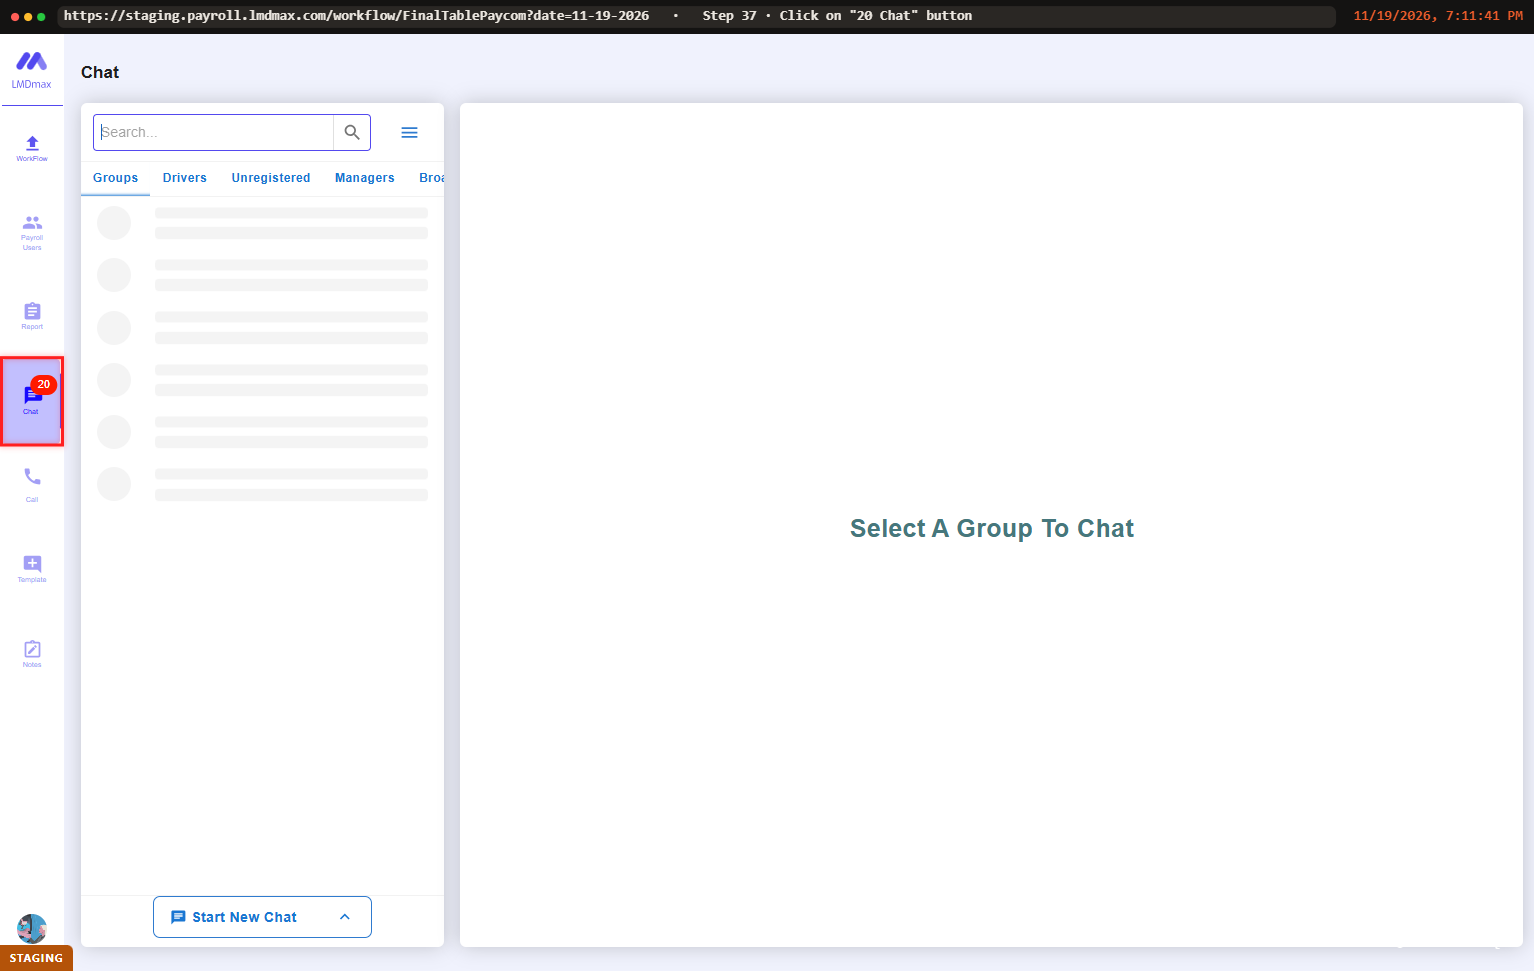 https://staging.payroll.lmdmax.com/workflow/FinalTablePaycom?date=11-19-2026 • Step 37 · Click on "20 Chat" button
11/19/2026, 7:11:41 PM
LMDmax
WorkFlow
Payroll
Users
Report
20
Chat
Call
Template
Notes
STAGING
Chat
Search...
Groups Drivers Unregistered Managers Broa
Start New Chat
Select A Group To Chat